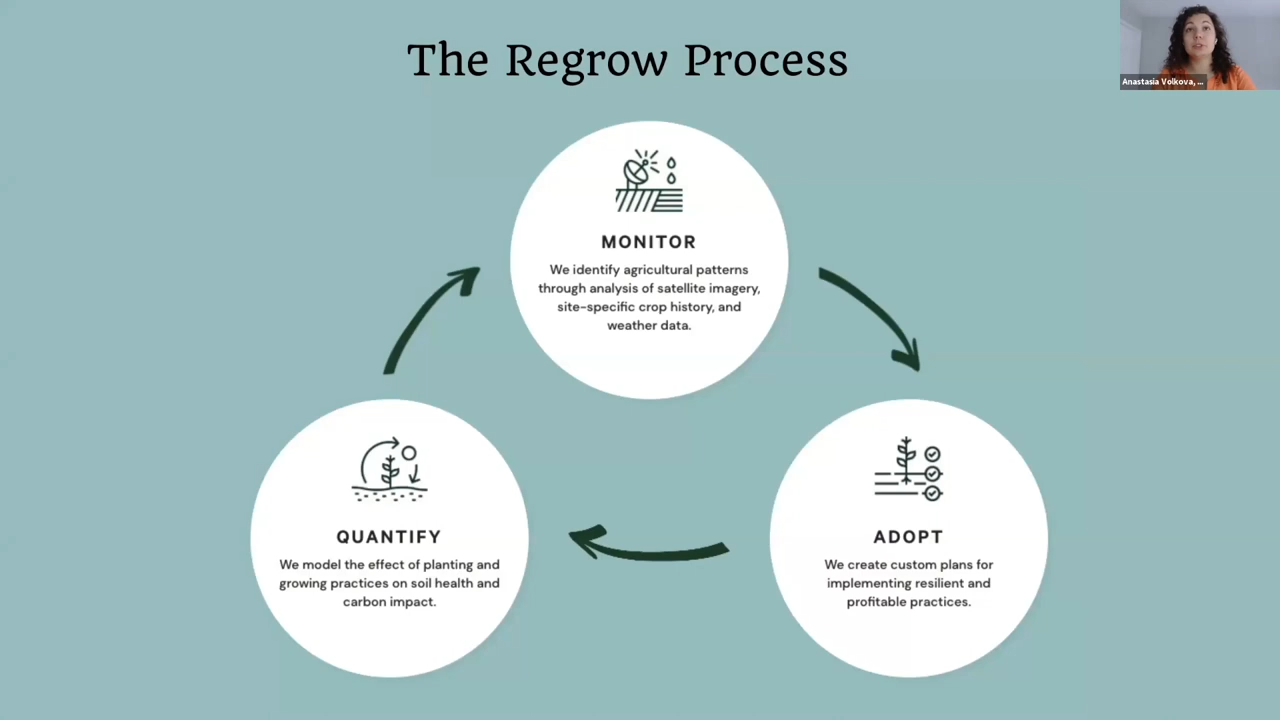 The Regrow Process
Anastasia Volkova, ...
MONITOR
We identify agricultural patterns
through analysis of satellite imagery,
site-specific crop history, and
weather data.
QUANTIFY
We model the effect of planting and
growing practices on soil health and
carbon impact.
ADOPT
We create custom plans for
implementing resilient and
profitable practices.